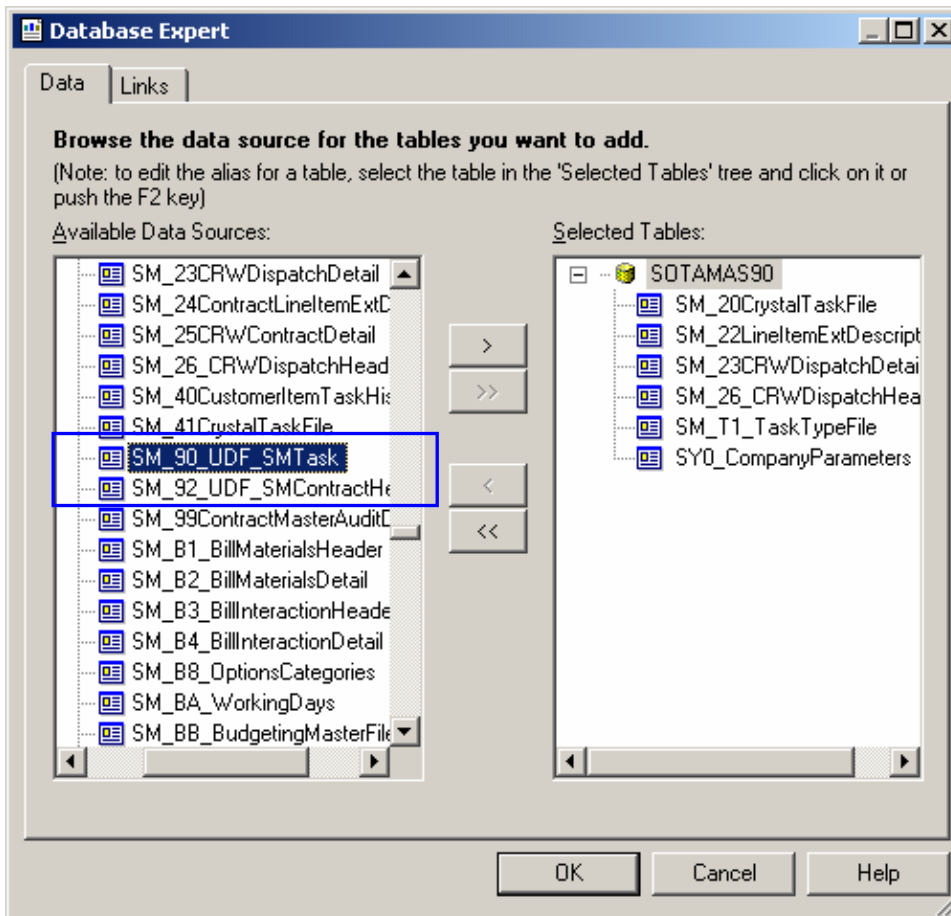 Database Expert
Data
Links
Browse the data source for the tables you want to add.
(Note: to edit the alias for a table, select the table in the 'Selected Tables' tree and click on it or
push the F2 key)
Available Data Sources:
Selected Tables:
SM_23CRWDispatchDetail
SM_24ContractLineItemExtD
SM_25CRWContractDetail
SM_26_CRWDispatchHead
SM_40CustomerItemTaskHis
SM_41CrystalTaskFile
SM_90_UDF_SMTask
SM_92_UDF_SMContractHe
SM_99ContractMasterAuditD
SM_B1_BillMaterialsHeader
SM_B2_BillMaterialsDetail
SM_B3_BillInteractionHeade
SM_B4_BillInteractionDetail
SM_B8_OptionsCategories
SM_BA_WorkingDays
SM_BB_BudgetingMasterFile
>
>>
<
<<
SOTAMAS90
SM_20CrystalTaskFile
SM_22LineItemExtDescript
SM_23CRWDispatchDetai
SM_26_CRWDispatchHea
SM_T1_TaskTypeFile
SY0_CompanyParameters
OK
Cancel
Help